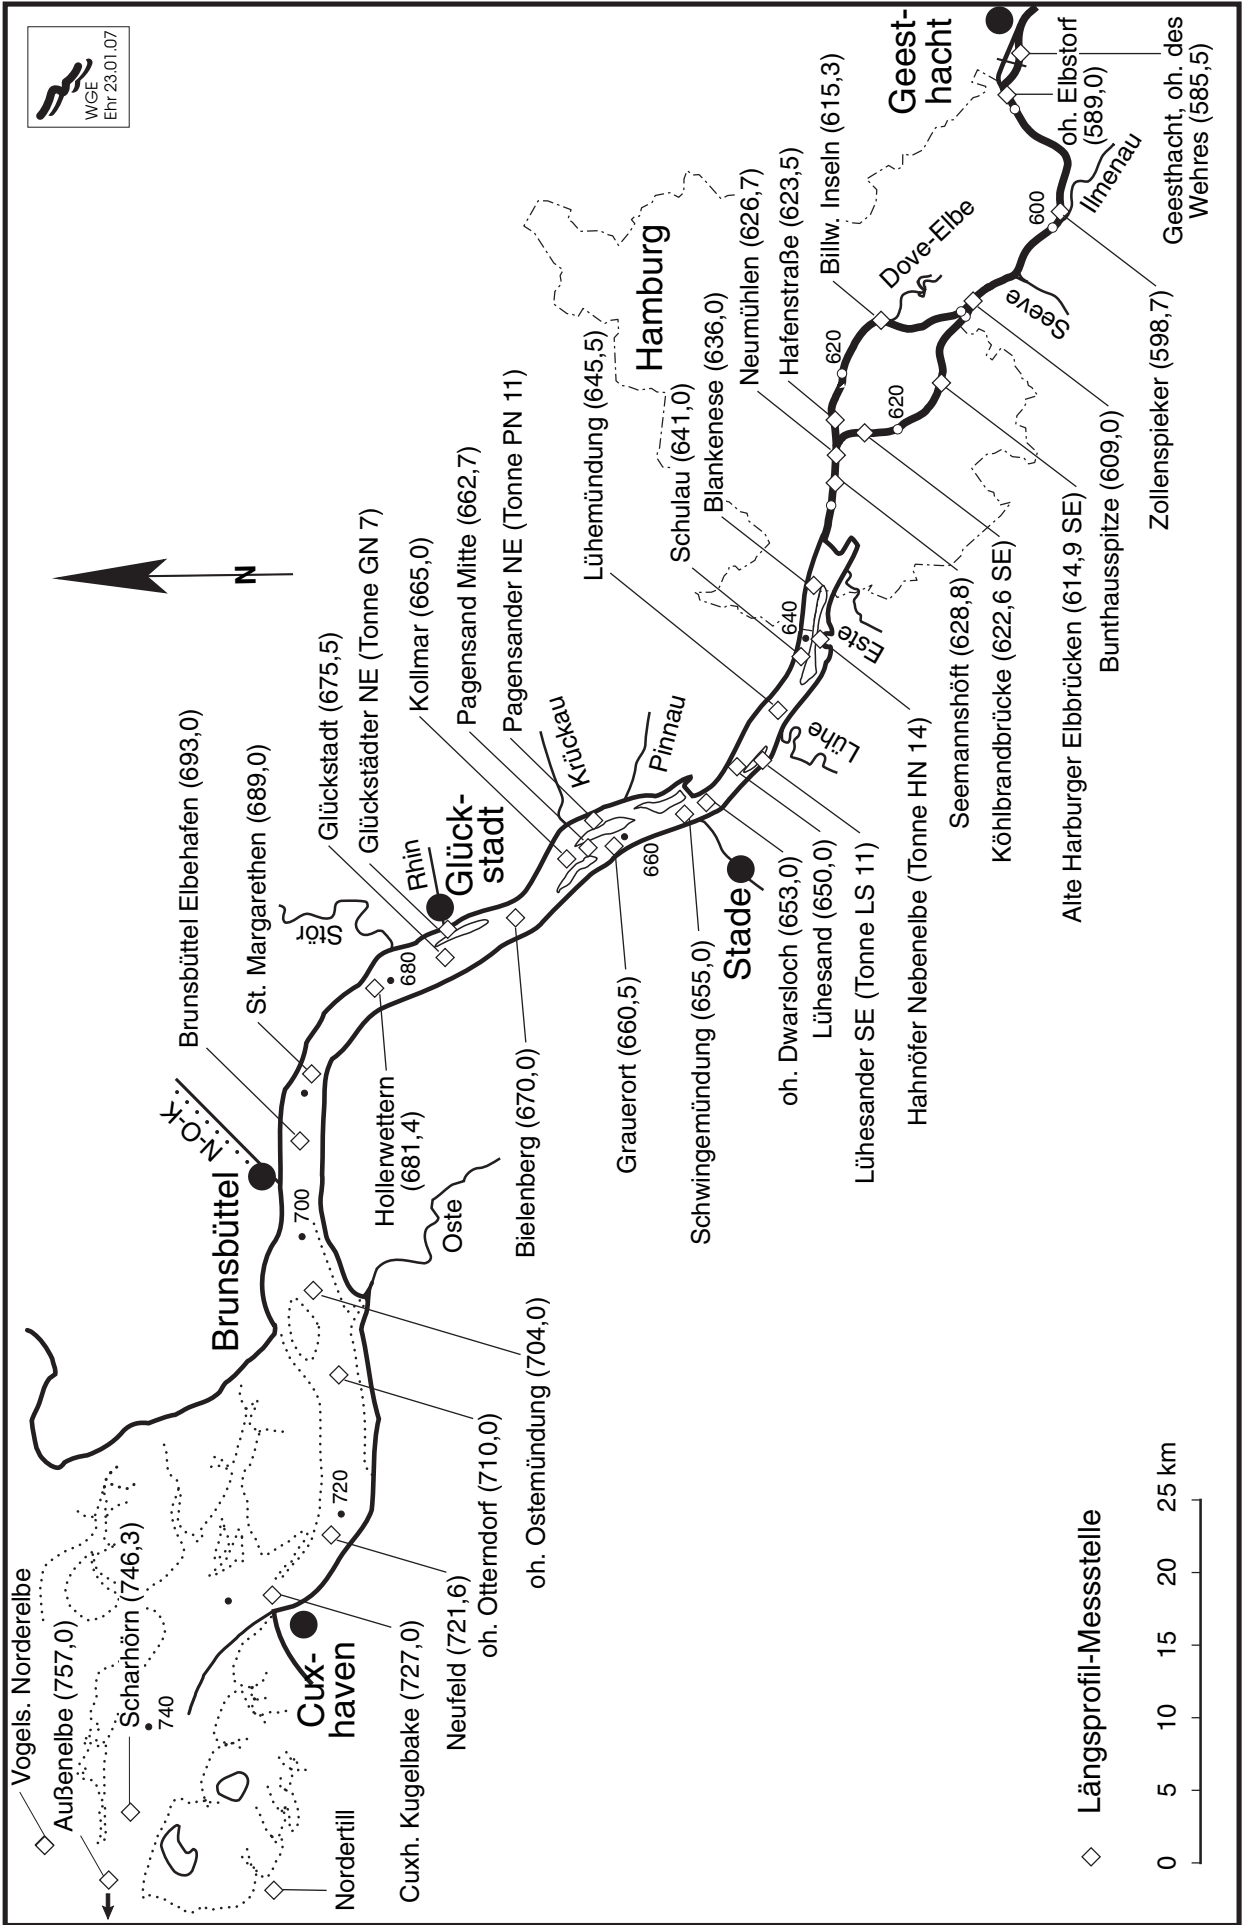 WGE
Ehr 23.01.07
Vogels. Norderelbe
Außenelbe (757,0)
Scharhörn (746,3)
740
Nordertill
Cux-
haven
Cuxh. Kugelbake (727,0)
Neufeld (721,6)
720
oh. Otterndorf (710,0)
oh. Ostemündung (704,0)
Oste
Brunsbüttel
700
N-O-K
Brunsbüttel Elbehafen (693,0)
St. Margarethen (689,0)
Hollerwettern
(681,4)
680
Stör
Rhin
Glück-
stadt
Glückstadt (675,5)
Glückstädter NE (Tonne GN 7)
Bielenberg (670,0)
Kollmar (665,0)
Pagensand Mitte (662,7)
Pagensander NE (Tonne PN 11)
Krückau
Pinnau
660
Grauerort (660,5)
Schwingemündung (655,0)
Stade
oh. Dwarsloch (653,0)
Lühesand (650,0)
Lühesander SE (Tonne LS 11)
Lühe
Lühemündung (645,5)
Schulau (641,0)
640
Hahnöfer Nebenelbe (Tonne HN 14)
Este
Blankenese (636,0)
N
Hamburg
Seemannshöft (628,8)
Neumühlen (626,7)
Hafenstraße (623,5)
Köhlbrandbrücke (622,6 SE)
620
620
Billw. Inseln (615,3)
Alte Harburger Elbbrücken (614,9 SE)
Dove-Elbe
Bunthausspitze (609,0)
Seeve
600
Zollenspieker (598,7)
Ilmenau
Geest-
hacht
oh. Elbstorf
(589,0)
Geesthacht, oh. des
Wehres (585,5)
Längsprofil-Messstelle
0 5 10 15 20 25 km